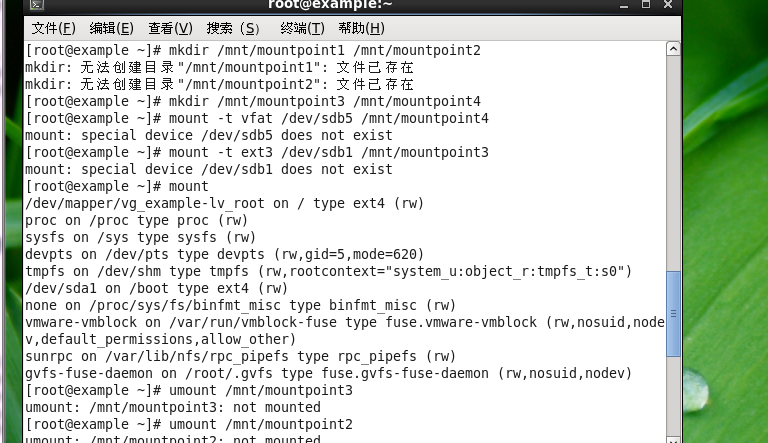 root@example:~
文件(F) 编辑(E) 查看(V) 搜索 (S) 终端(T) 帮助(H)
[root@example ~]# mkdir /mnt/mountpoint1 /mnt/mountpoint2
mkdir: 无法创建目录"/mnt/mountpoint1": 文件已存在
mkdir: 无法创建目录"/mnt/mountpoint2": 文件已存在
[root@example ~]# mkdir /mnt/mountpoint3 /mnt/mountpoint4
[root@example ~]# mount -t vfat /dev/sdb5 /mnt/mountpoint4
mount: special device /dev/sdb5 does not exist
[root@example ~]# mount -t ext3 /dev/sdb1 /mnt/mountpoint3
mount: special device /dev/sdb1 does not exist
[root@example ~]# mount
/dev/mapper/vg_example-lv_root on / type ext4 (rw)
proc on /proc type proc (rw)
sysfs on /sys type sysfs (rw)
devpts on /dev/pts type devpts (rw,gid=5,mode=620)
tmpfs on /dev/shm type tmpfs (rw,rootcontext="system_u:object_r:tmpfs_t:s0")
/dev/sda1 on /boot type ext4 (rw)
none on /proc/sys/fs/binfmt_misc type binfmt_misc (rw)
vmware-vmblock on /var/run/vmblock-fuse type fuse.vmware-vmblock (rw,nosuid,node
v,default_permissions,allow_other)
sunrpc on /var/lib/nfs/rpc_pipefs type rpc_pipefs (rw)
gvfs-fuse-daemon on /root/.gvfs type fuse.gvfs-fuse-daemon (rw,nosuid,nodev)
[root@example ~]# umount /mnt/mountpoint3
umount: /mnt/mountpoint3: not mounted
[root@example ~]# umount /mnt/mountpoint2
umount: /mnt/mountpoint2: not mounted